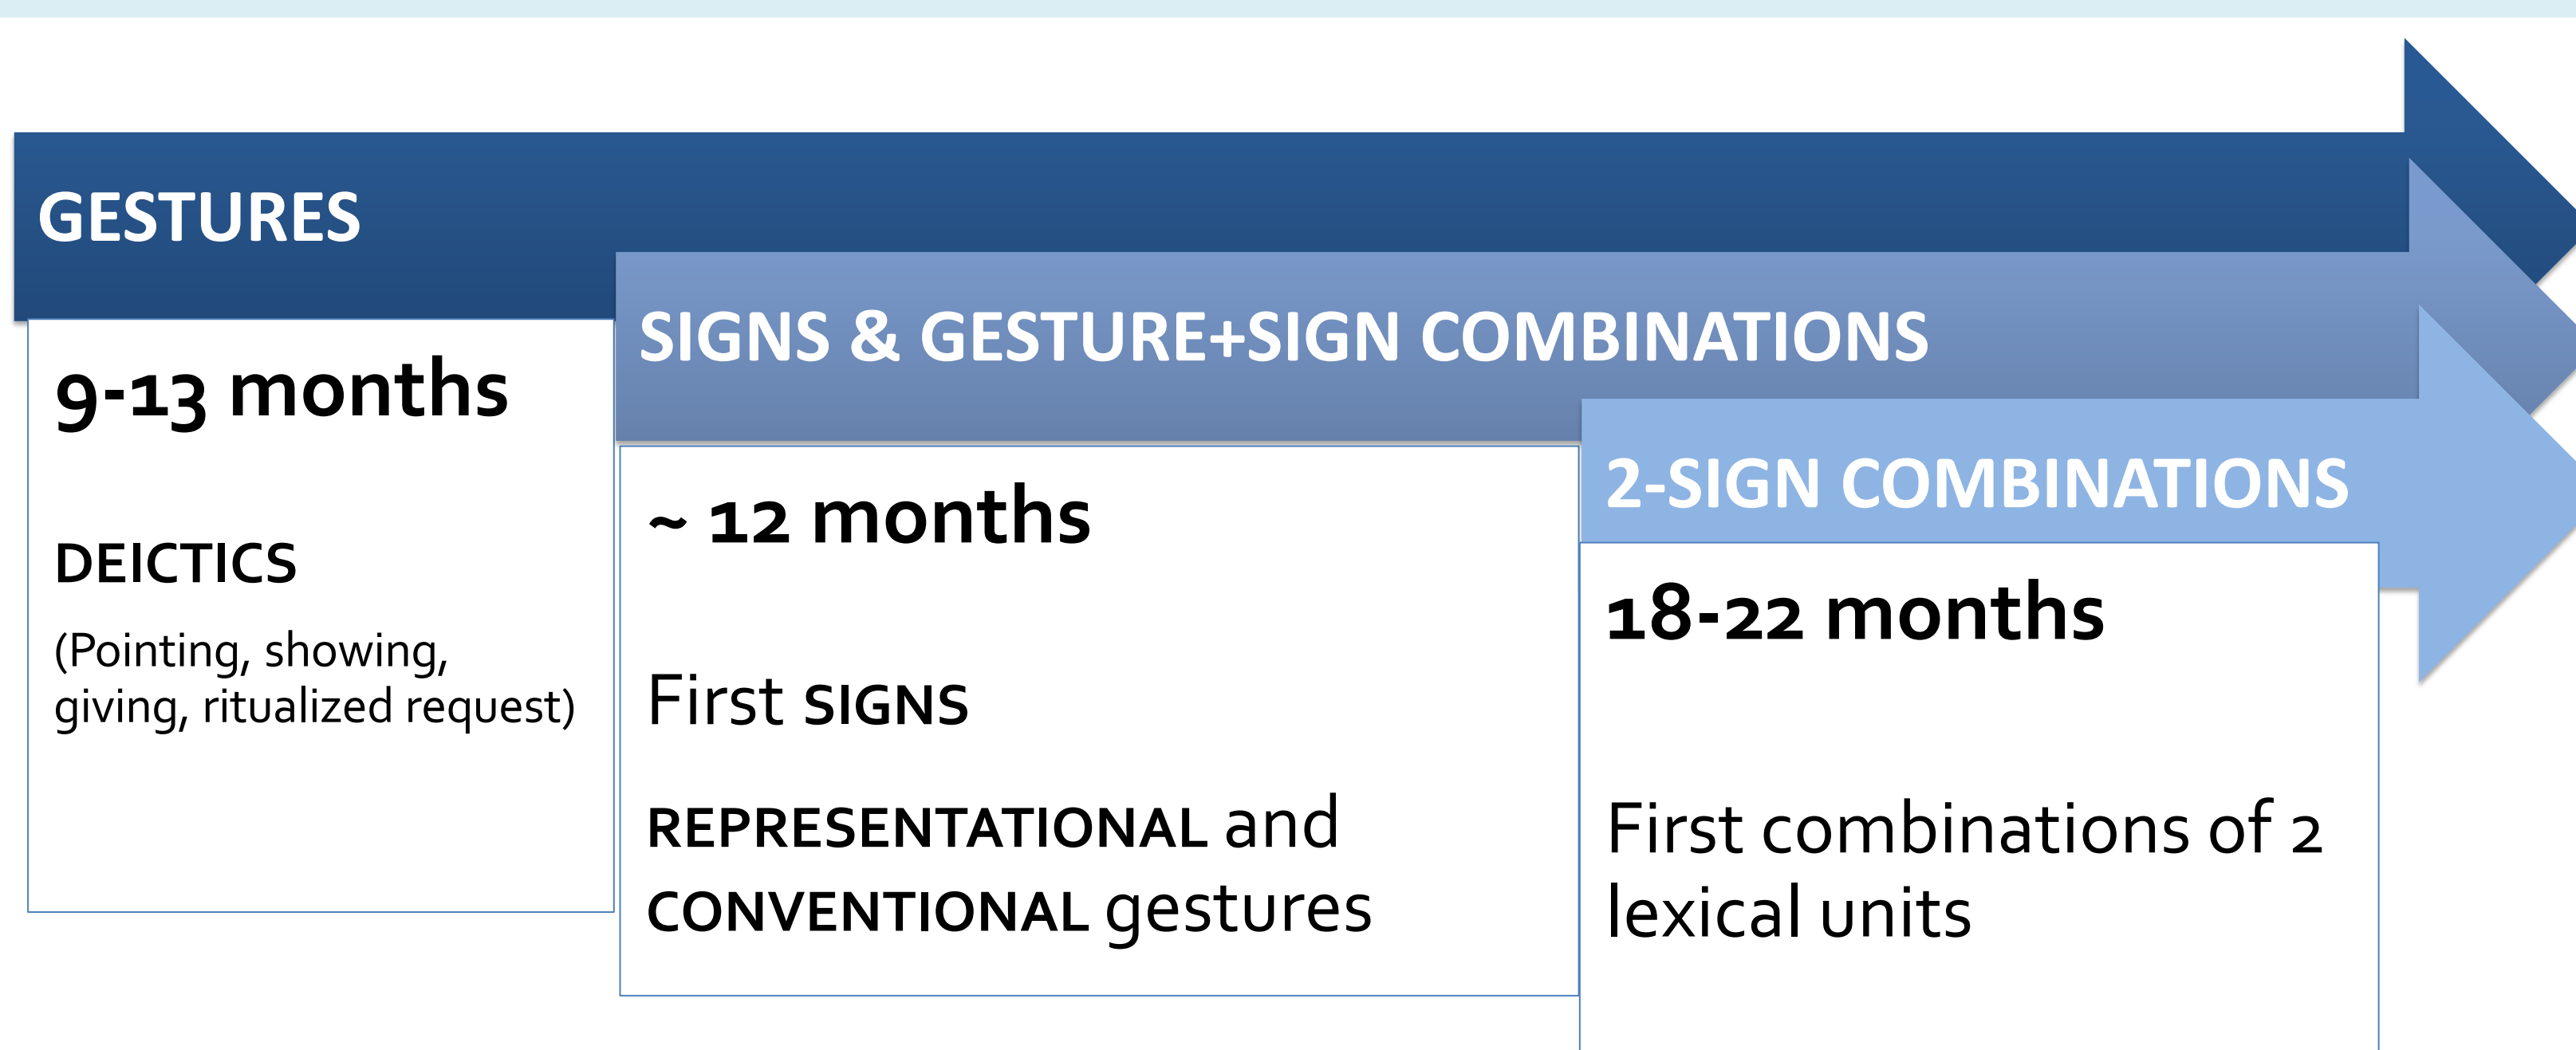 GESTURES
9-13 months
DEICTICS
(Pointing, showing,
giving, ritualized request)
SIGNS & GESTURE+SIGN COMBINATIONS
~ 12 months
First SIGNS
REPRESENTATIONAL and
CONVENTIONAL gestures
2-SIGN COMBINATIONS
18-22 months
First combinations of 2
lexical units